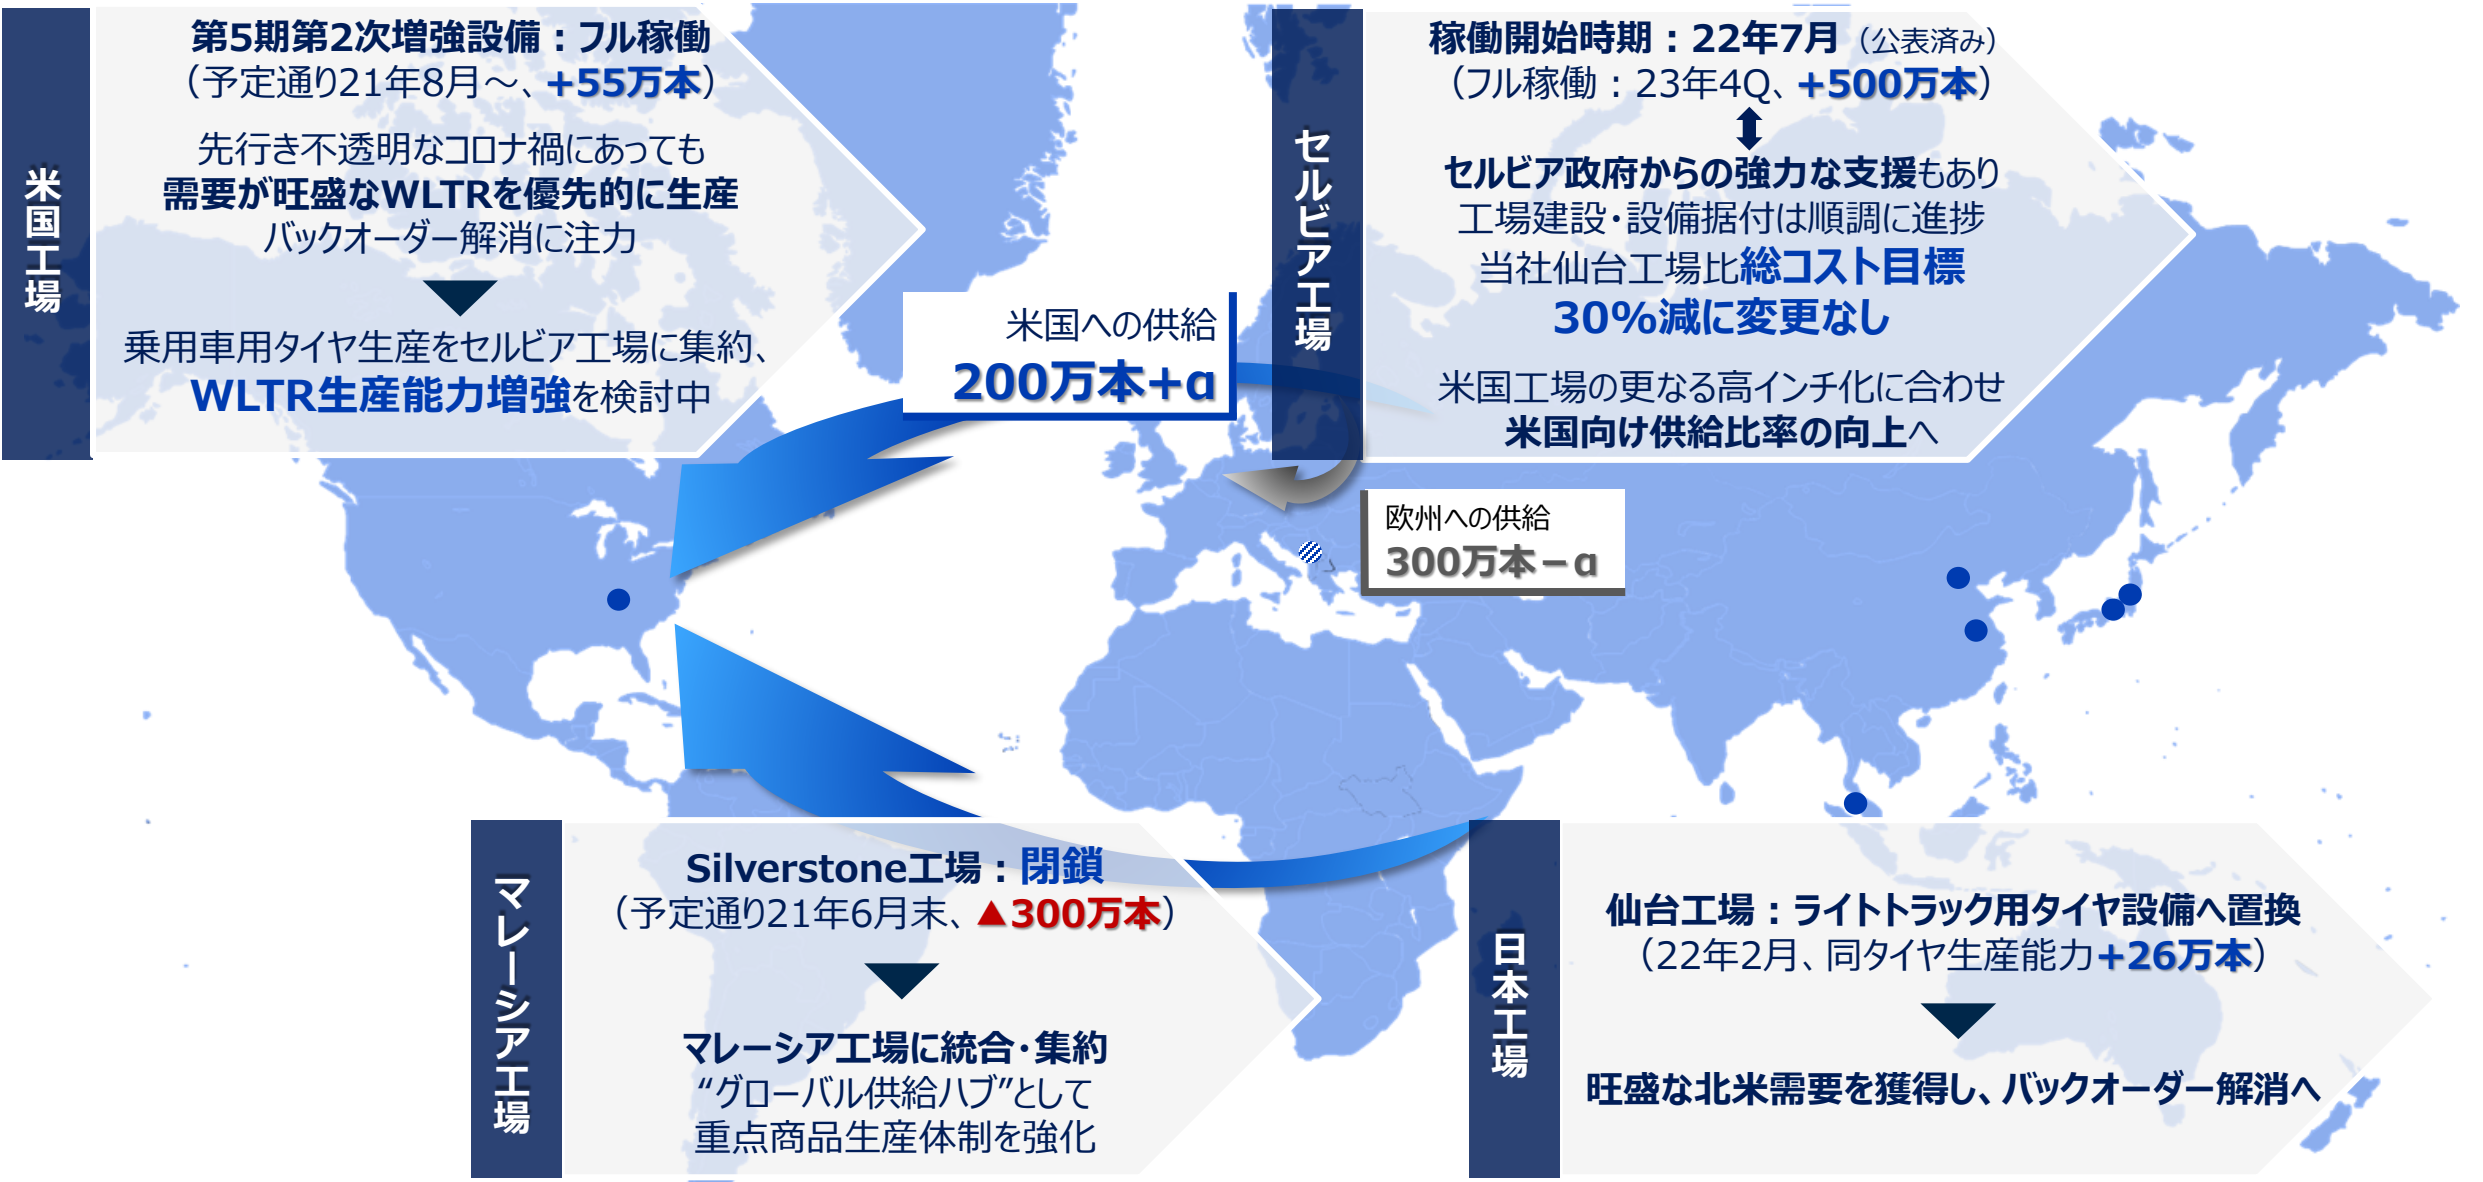 米国工場
第5期第2次増強設備：フル稼働
（予定通り21年8月～、+55万本）
先行き不透明なコロナ禍にあっても
需要が旺盛なWLTRを優先的に生産
バックオーダー解消に注力
乗用車用タイヤ生産をセルビア工場に集約、
WLTR生産能力増強を検討中
米国への供給
200万本+α
セルビア工場
稼働開始時期：22年7月（公表済み）
（フル稼働：23年4Q、+500万本）
セルビア政府からの強力な支援もあり
工場建設・設備据付は順調に進捗
当社仙台工場比総コスト目標
30%減に変更なし
米国工場の更なる高インチ化に合わせ
米国向け供給比率の向上へ
欧州への供給
300万本－α
マレーシア工場
Silverstone工場：閉鎖
（予定通り21年6月末、▲300万本）
マレーシア工場に統合・集約
“グローバル供給ハブ”として
重点商品生産体制を強化
日本工場
仙台工場：ライトトラック用タイヤ設備へ置換
（22年2月、同タイヤ生産能力+26万本）
旺盛な北米需要を獲得し、バックオーダー解消へ